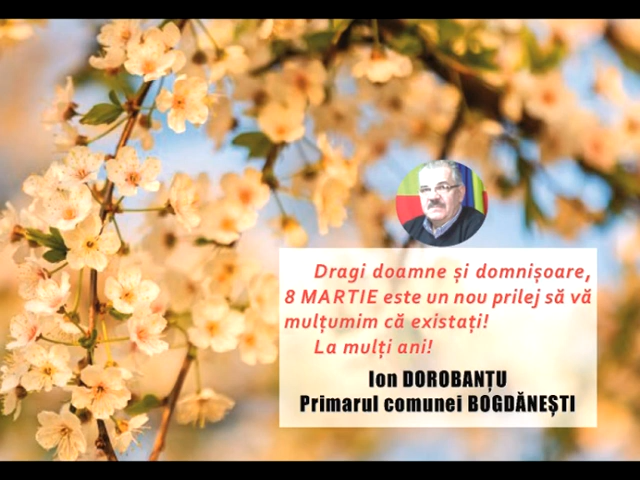 Dragi doamne și domnișoare,
8 MARTIE este un nou prilej să vă
mulțumim că existați!
La mulți ani!
Ion DOROBANȚU
Primarul comunei BOGDĂNEȘTI